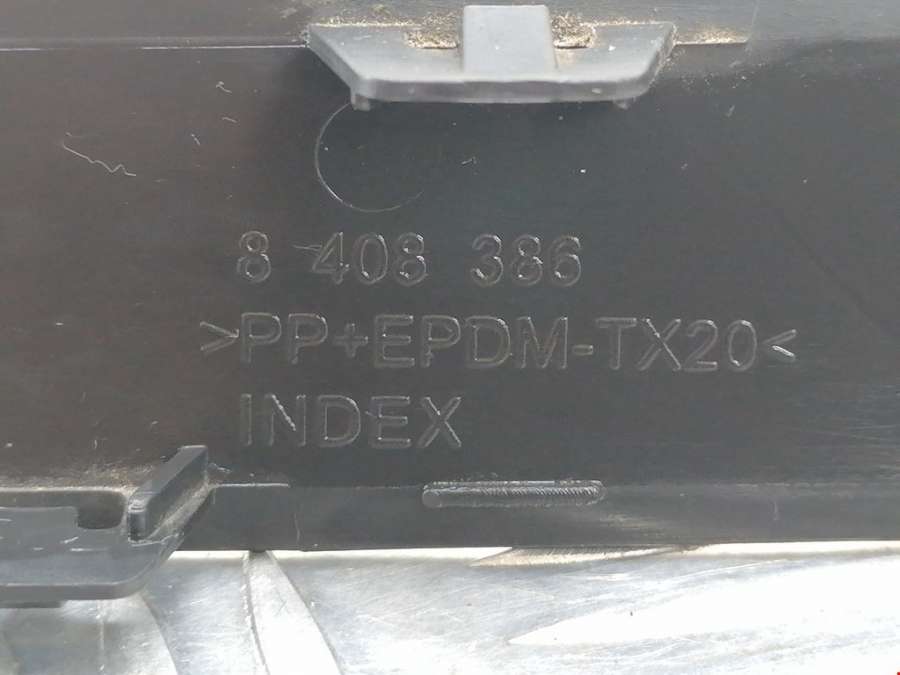 8 408 386
>PP+EPDM-TX20<
INDEX